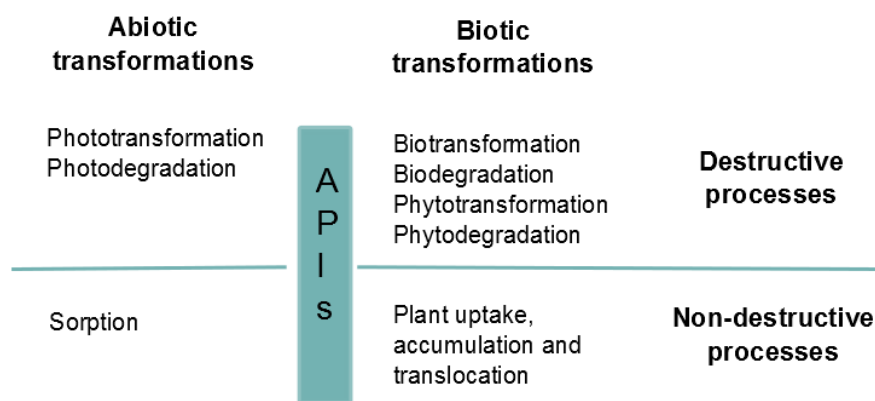 Abiotic
transformations
Biotic
transformations
Phototransformation
Photodegradation
A
P
I
s
Biotransformation
Biodegradation
Phytotransformation
Phytodegradation
Destructive
processes
Sorption
Plant uptake,
accumulation and
translocation
Non-destructive
processes